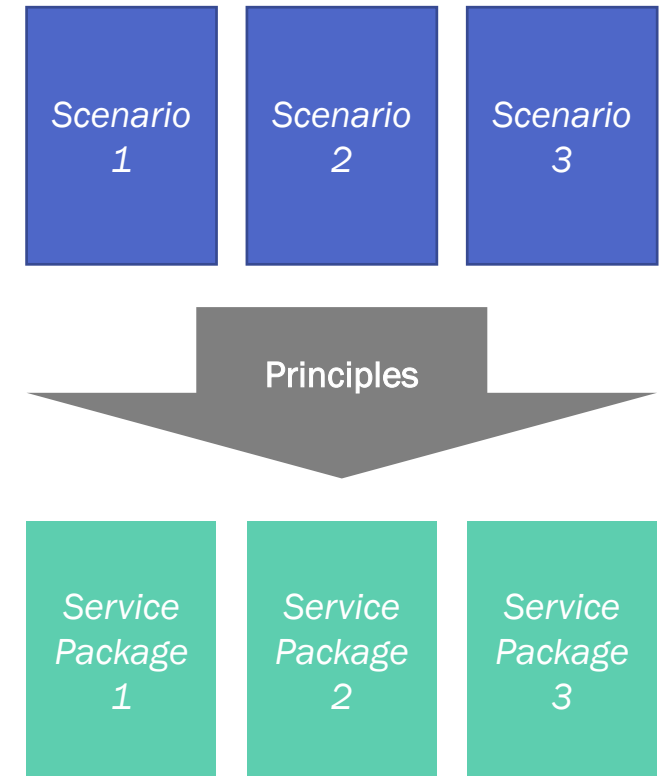 Scenario
1
Scenario
2
Scenario
3
Principles
Service
Package
1
Service
Package
2
Service
Package
3